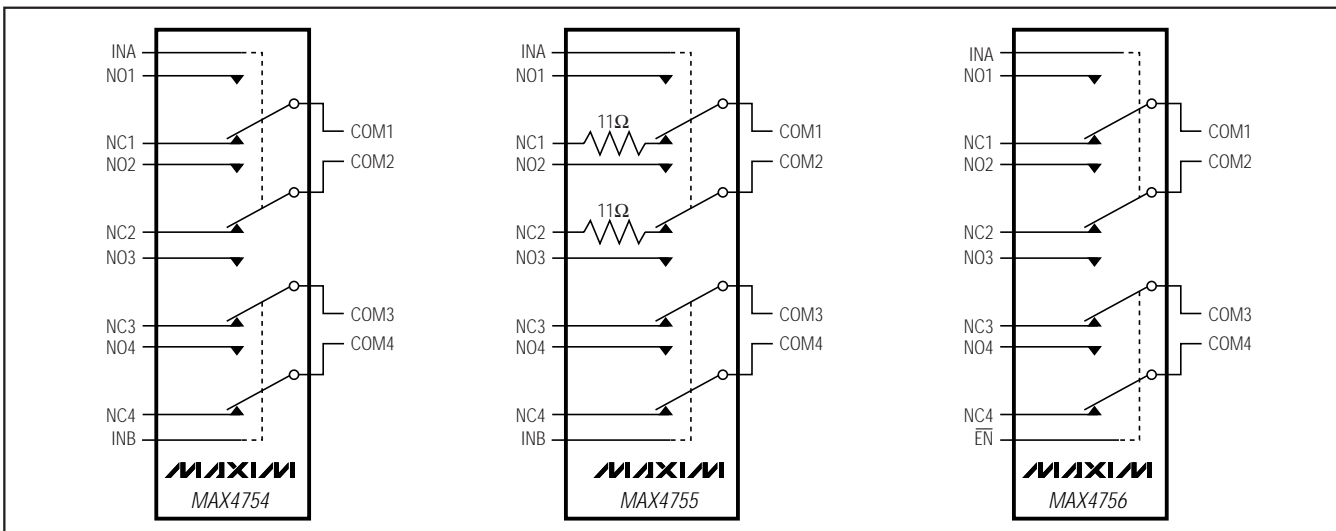 INA
NO1
NC1
NO2
NC2
NO3
NC3
NO4
NC4
INB
COM1
COM2
COM3
COM4
MAXIM
MAX4754
INA
NO1
11Ω
NC1
NO2
11Ω
NC2
NO3
NC3
NO4
NC4
INB
COM1
COM2
COM3
COM4
MAXIM
MAX4755
INA
NO1
NC1
NO2
NC2
NO3
NC3
NO4
NC4
E̅N̅
COM1
COM2
COM3
COM4
MAXIM
MAX4756